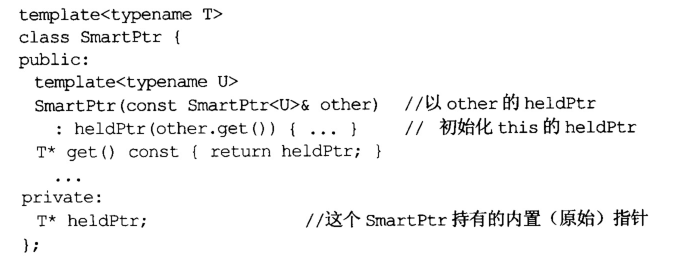 template<typename T>
class SmartPtr {
public:
template<typename U>
SmartPtr(const SmartPtr<U>& other) //以 other 的 heldPtr
: heldPtr(other.get()) { ... } // 初始化 this 的 heldPtr
T* get() const { return heldPtr; }
...
private:
T* heldPtr; //这个 SmartPtr 持有的内置（原始）指针
};